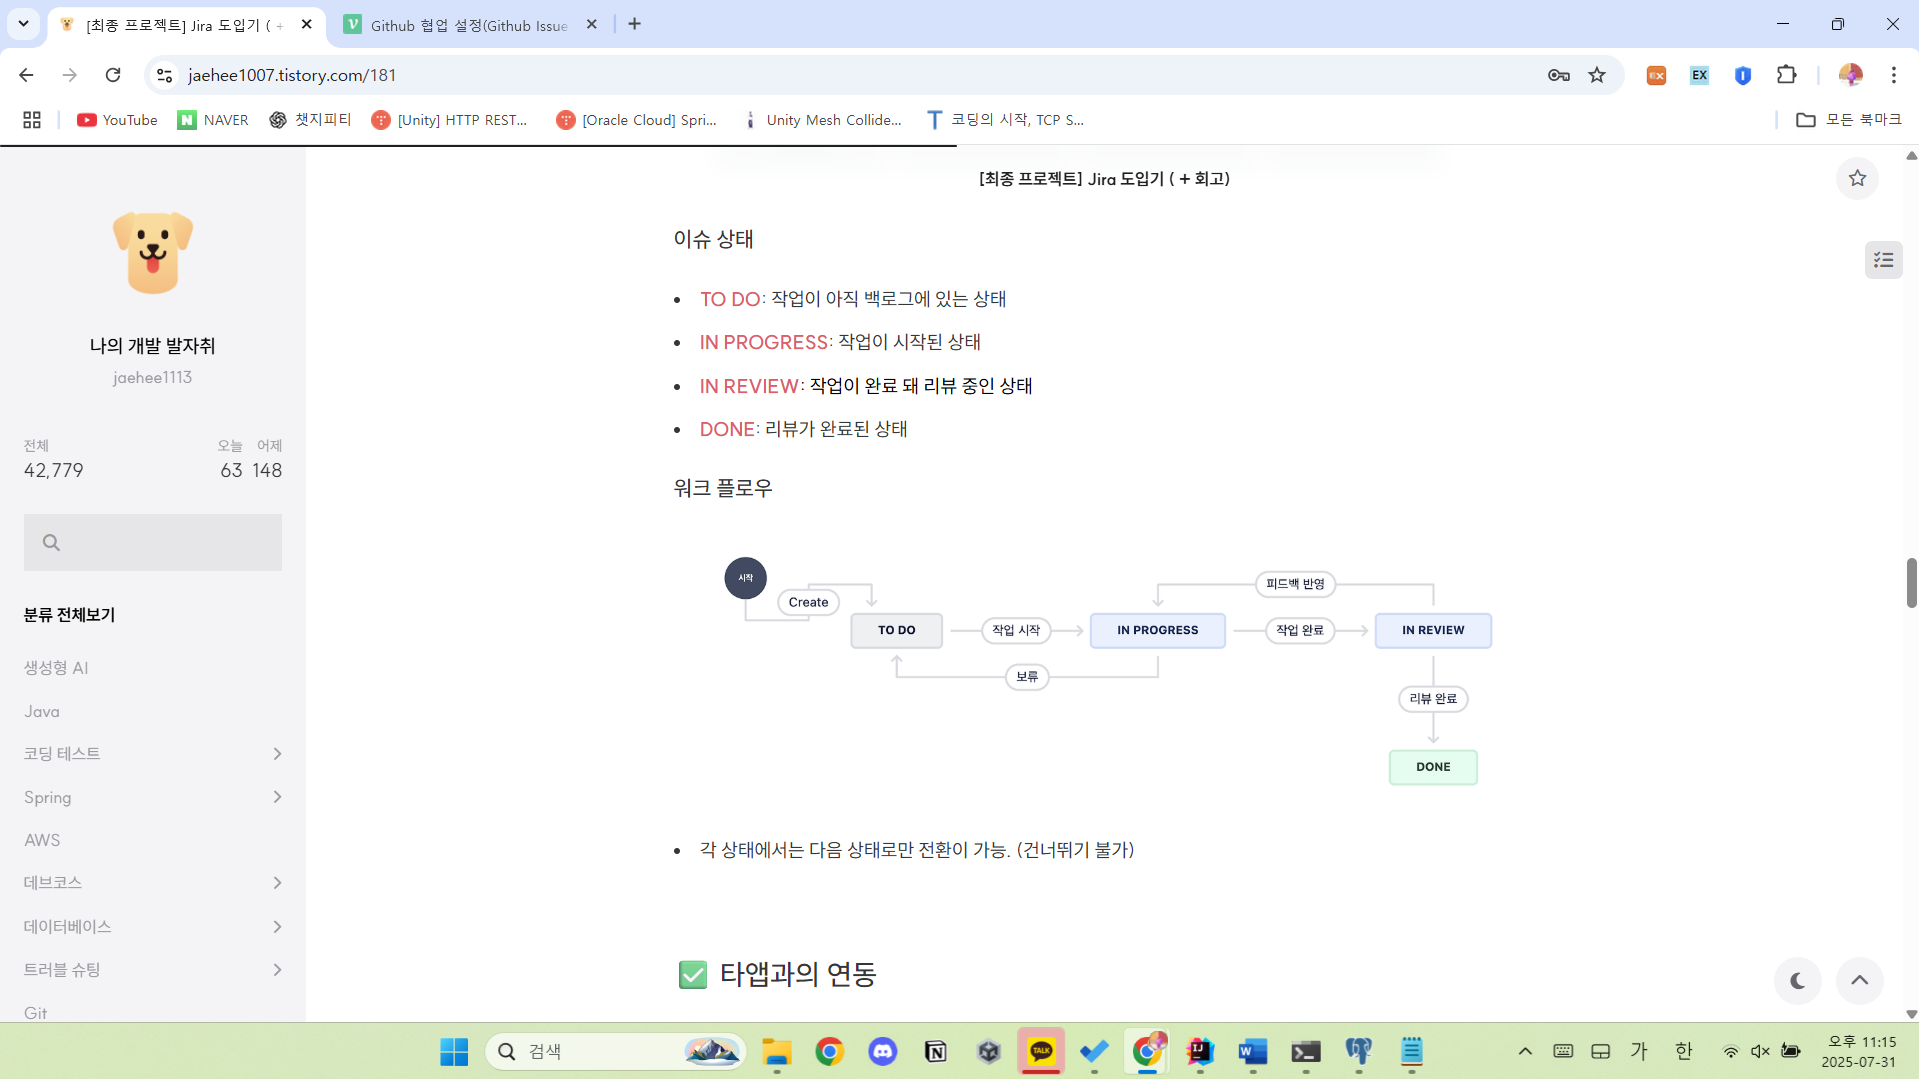 [최종 프로젝트] Jira 도입기 ( +
Github 협업 설정(Github Issue
jaehee1007.tistory.com/181
EX
YouTube
NAVER
챗지피티
[Unity] HTTP REST...
[Oracle Cloud] Spri...
Unity Mesh Collide...
코딩의 시작, TCP S...
모든 북마크
나의 개발 발자취
jaehee1113
전체 오늘 어제
42,779 63 148
분류 전체보기
생성형 AI
Java
코딩 테스트
Spring
AWS
데브코스
데이터베이스
트러블 슈팅
Git
[최종 프로젝트] Jira 도입기 ( + 회고)
이슈 상태
• TO DO: 작업이 아직 백로그에 있는 상태
• IN PROGRESS: 작업이 시작된 상태
• IN REVIEW: 작업이 완료 돼 리뷰 중인 상태
• DONE: 리뷰가 완료된 상태
워크 플로우
시작
Create
TO DO
작업 시작
IN PROGRESS
피드백 반영
작업 완료
IN REVIEW
보류
리뷰 완료
DONE
• 각 상태에서는 다음 상태로만 전환이 가능. (건너뛰기 불가)
✅ 타앱과의 연동
검색
TALK
가
한
오후 11:15
2025-07-31